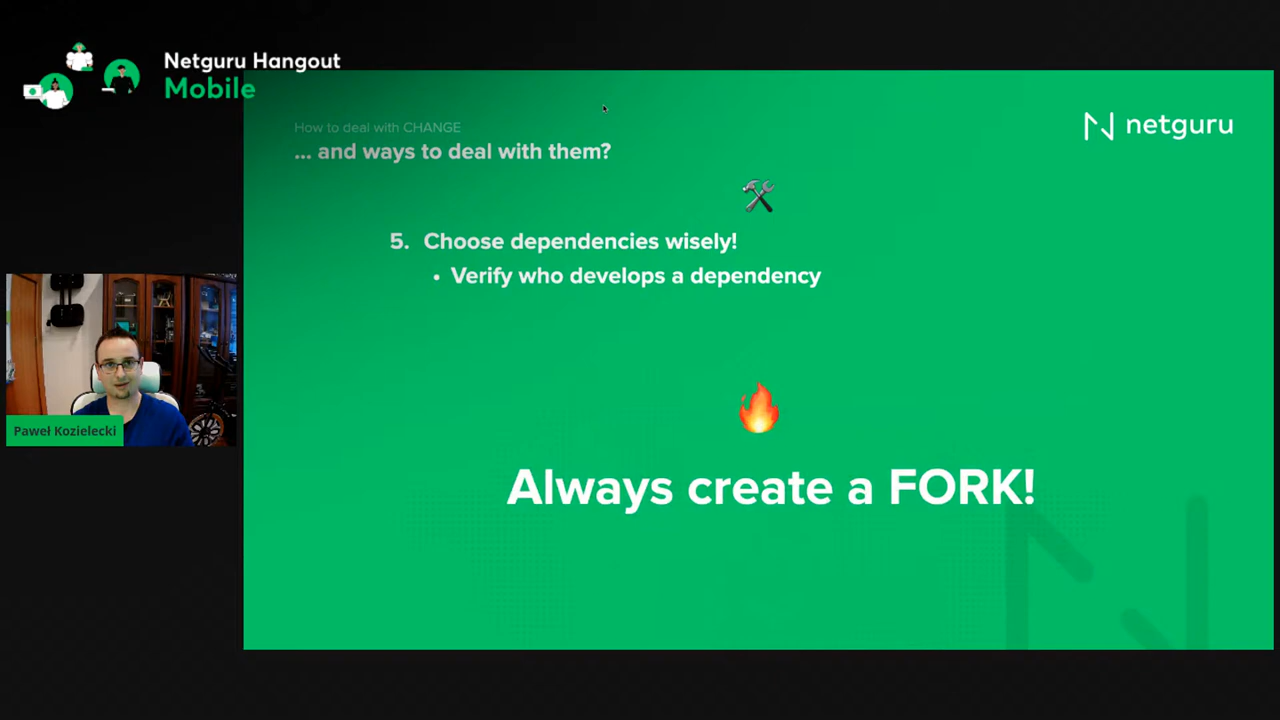 Netguru Hangout
Mobile
How to deal with CHANGE
... and ways to deal with them?
netguru
5. Choose dependencies wisely!
• Verify who develops a dependency
Always create a FORK!
Paweł Kozielecki